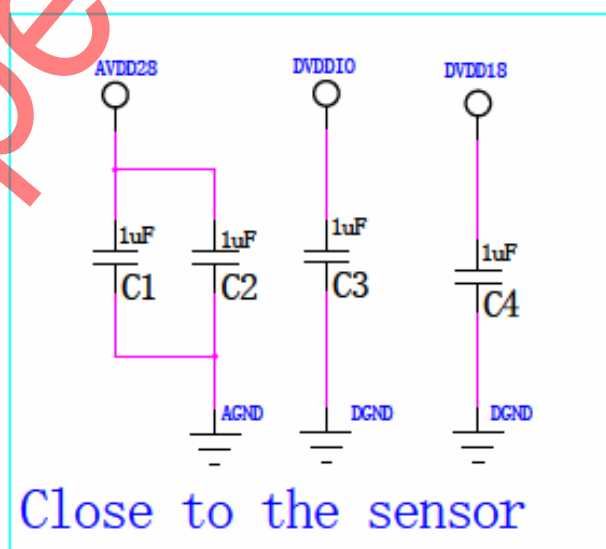 AVDD28 DVDDIO DVDD18
1uF 1uF 1uF 1uF
C1 C2 C3 C4
AGND DGND DGND
Close to the sensor